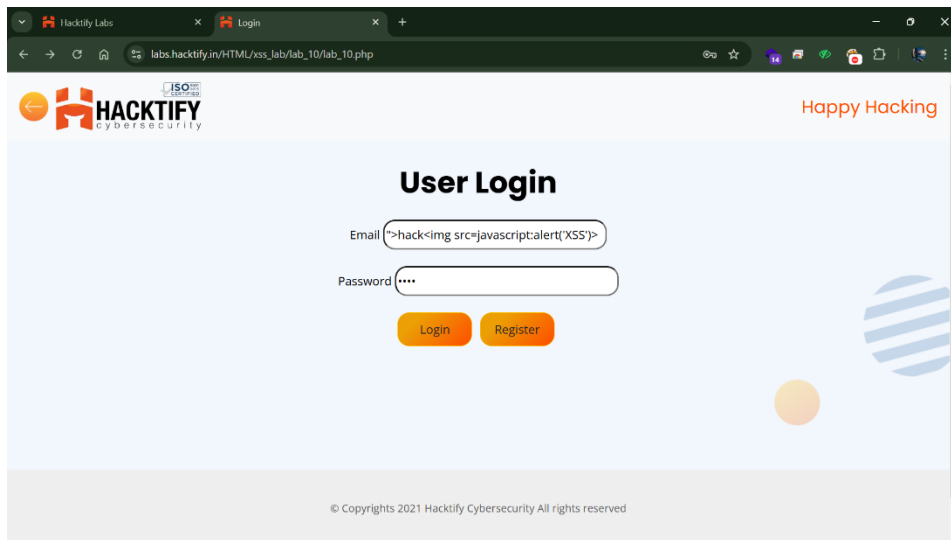 Hacktify Labs
Login
labs.hacktify.in/HTML/xss_lab/lab_10/lab_10.php
14
ISO
CERTIFIED
HACKTIFY
cybersecurity
Happy Hacking
User Login
Email ">hack<img src=javascript:alert('XSS')>
Password ••••
Login Register
© Copyrights 2021 Hacktify Cybersecurity All rights reserved